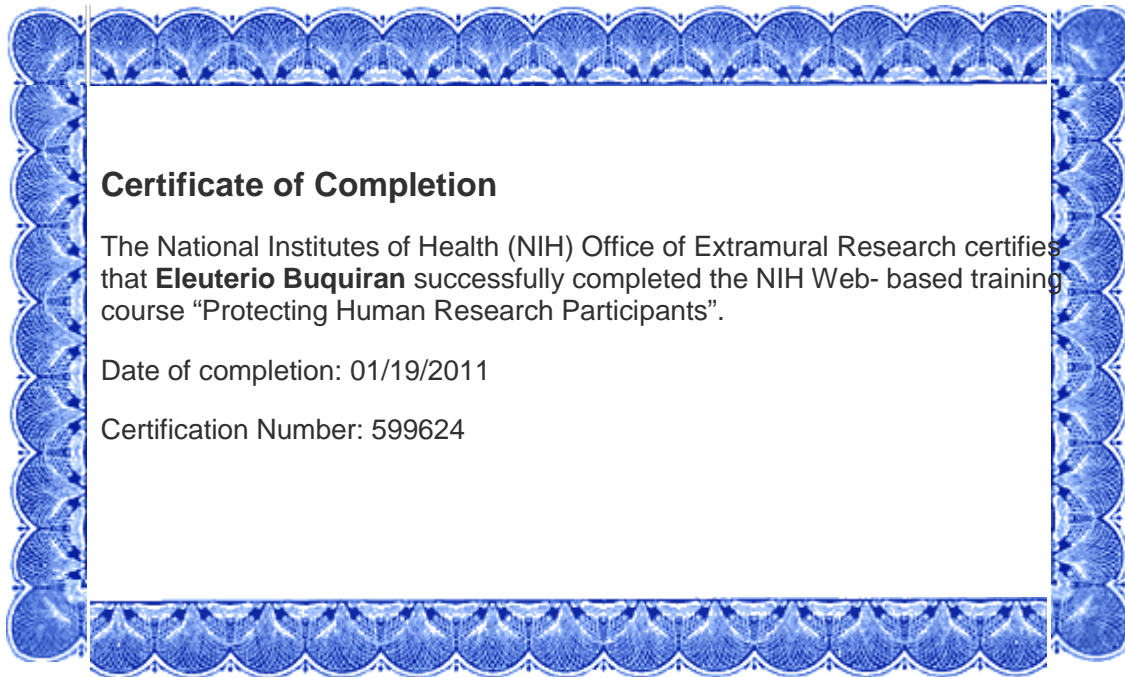 Certificate of Completion
The National Institutes of Health (NIH) Office of Extramural Research certifies
that Eleuterio Buquiran successfully completed the NIH Web- based training
course “Protecting Human Research Participants”.
Date of completion: 01/19/2011
Certification Number: 599624